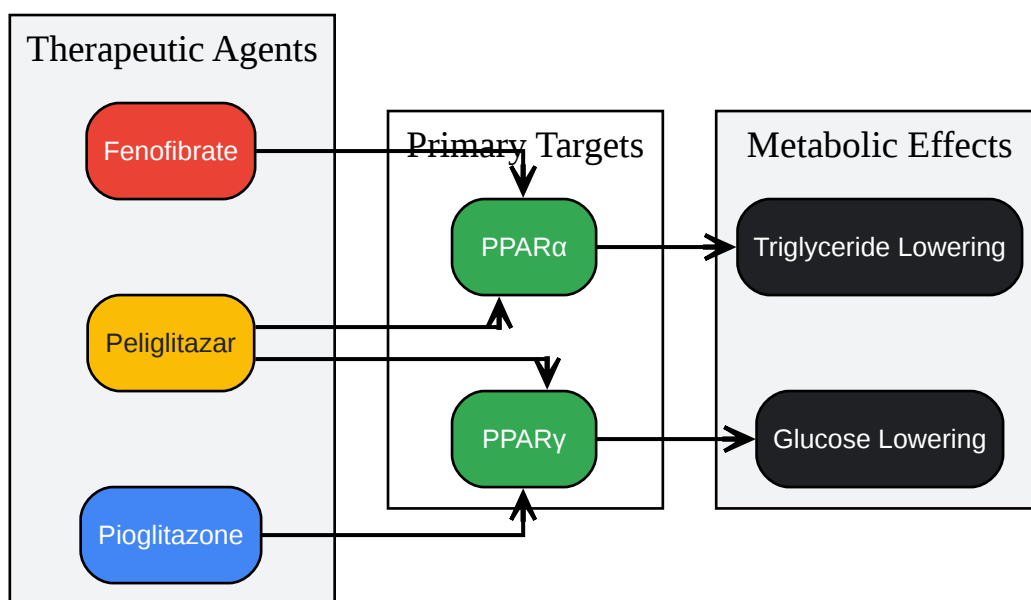 Therapeutic Agents
Fenofibrate
Peliglitazar
Pioglitazone
Primary Targets
PPARα
PPARγ
Metabolic Effects
Triglyceride Lowering
Glucose Lowering